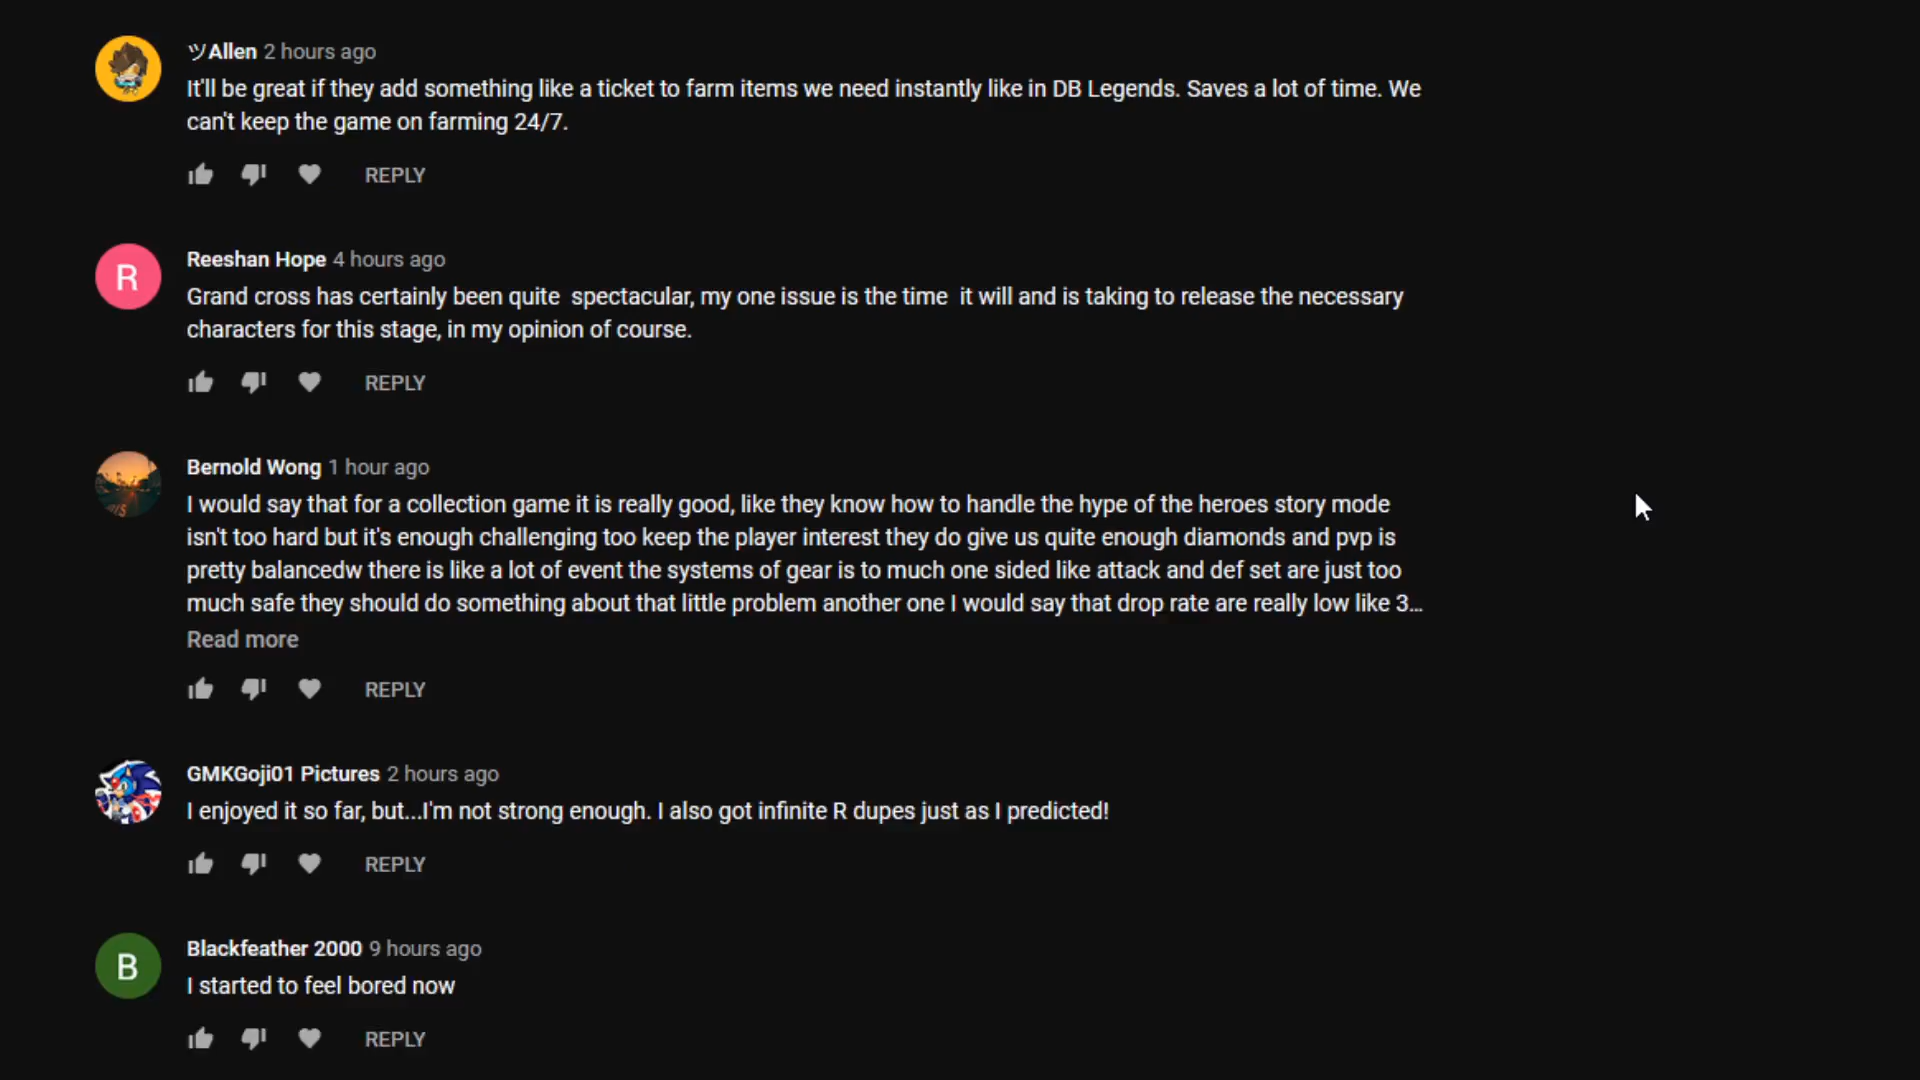 ツAllen 2 hours ago
It'll be great if they add something like a ticket to farm items we need instantly like in DB Legends. Saves a lot of time. We
can't keep the game on farming 24/7.
REPLY
R
Reeshan Hope 4 hours ago
Grand cross has certainly been quite  spectacular, my one issue is the time  it will and is taking to release the necessary
characters for this stage, in my opinion of course.
REPLY
Bernold Wong 1 hour ago
I would say that for a collection game it is really good, like they know how to handle the hype of the heroes story mode
isn't too hard but it's enough challenging too keep the player interest they do give us quite enough diamonds and pvp is
pretty balancedw there is like a lot of event the systems of gear is to much one sided like attack and def set are just too
much safe they should do something about that little problem another one I would say that drop rate are really low like 3...
Read more
REPLY
GMKGoji01 Pictures 2 hours ago
I enjoyed it so far, but...I'm not strong enough. I also got infinite R dupes just as I predicted!
REPLY
B
Blackfeather 2000 9 hours ago
I started to feel bored now
REPLY